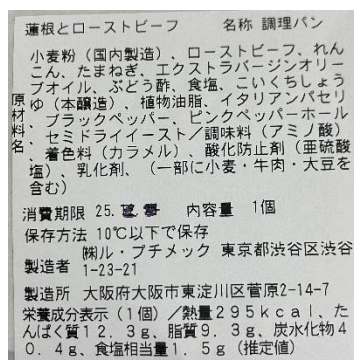 蓮根とローストビーフ 名称 調理パン
原材料名
小麦粉(国内製造)、ローストビーフ、れん
こん、たまねぎ、エクストラバージンオリー
ブオイル、ぶどう酢、食塩、こいくちしょう
ゆ(本醸造)、植物油脂、イタリアンパセリ
、ブラックペッパー、ピンクペッパーホール
、セミドライイースト/調味料(アミノ酸)
、着色料(カラメル)、酸化防止剤(亜硫酸
塩)、乳化剤、(一部に小麦・牛肉・大豆を
含む)
消費期限 25. 内容量 1個
保存方法 10℃以下で保存
製造者 ㈱ル・プチメック 東京都渋谷区渋谷
1-23-21
製造所 大阪府大阪市東淀川区菅原2-14-7
栄養成分表示(1個)/熱量295kcal、た
んぱく質12.3g、脂質9.3g、炭水化物4
0.4g、食塩相当量1.5g(推定値)